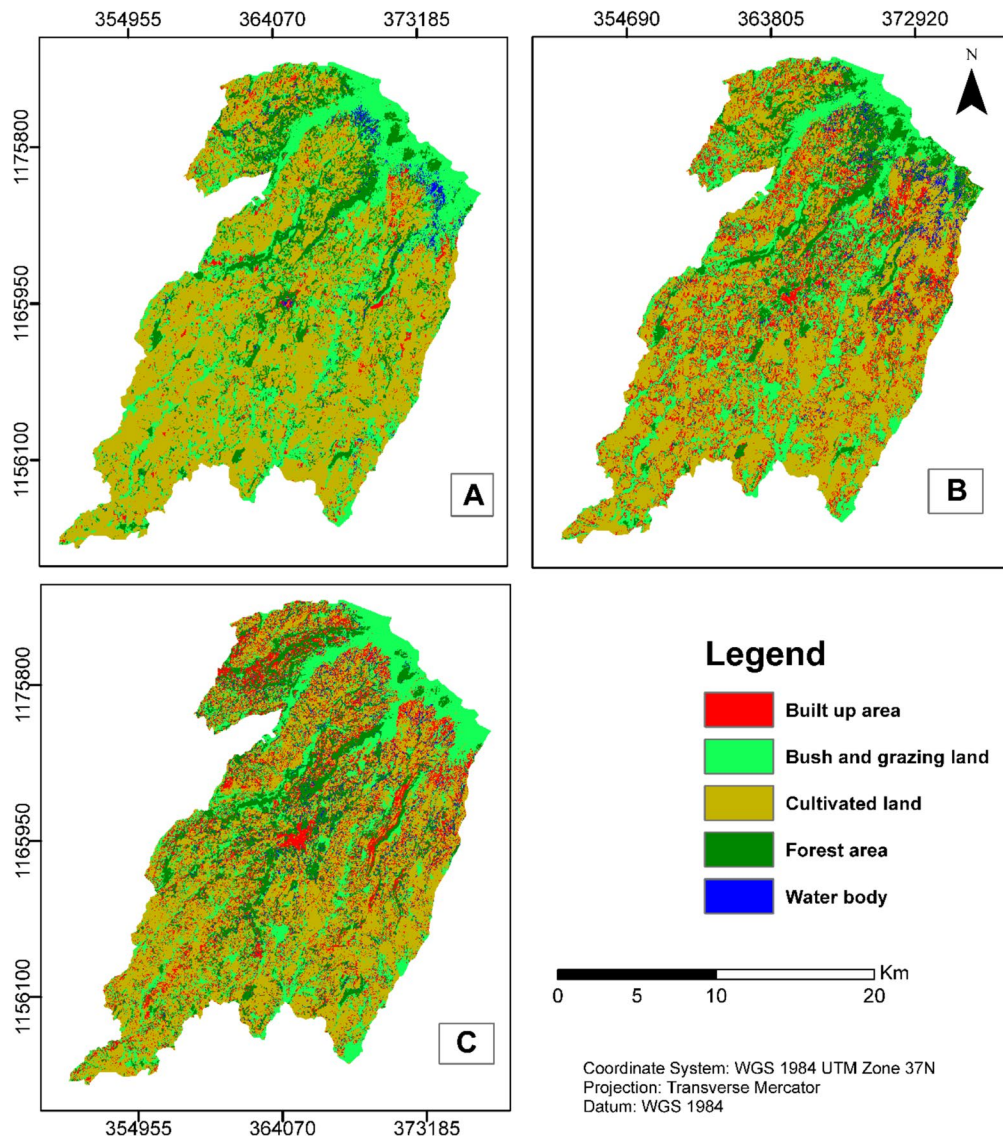 354955 364070 373185
354690 363805 372920
1175800
1165950
1156100
A
N
B
1175800
1165950
1156100
C
354955 364070 373185
Legend
Built up area
Bush and grazing land
Cultivated land
Forest area
Water body
Km
0 5 10 20
Coordinate System: WGS 1984 UTM Zone 37N
Projection: Transverse Mercator
Datum: WGS 1984